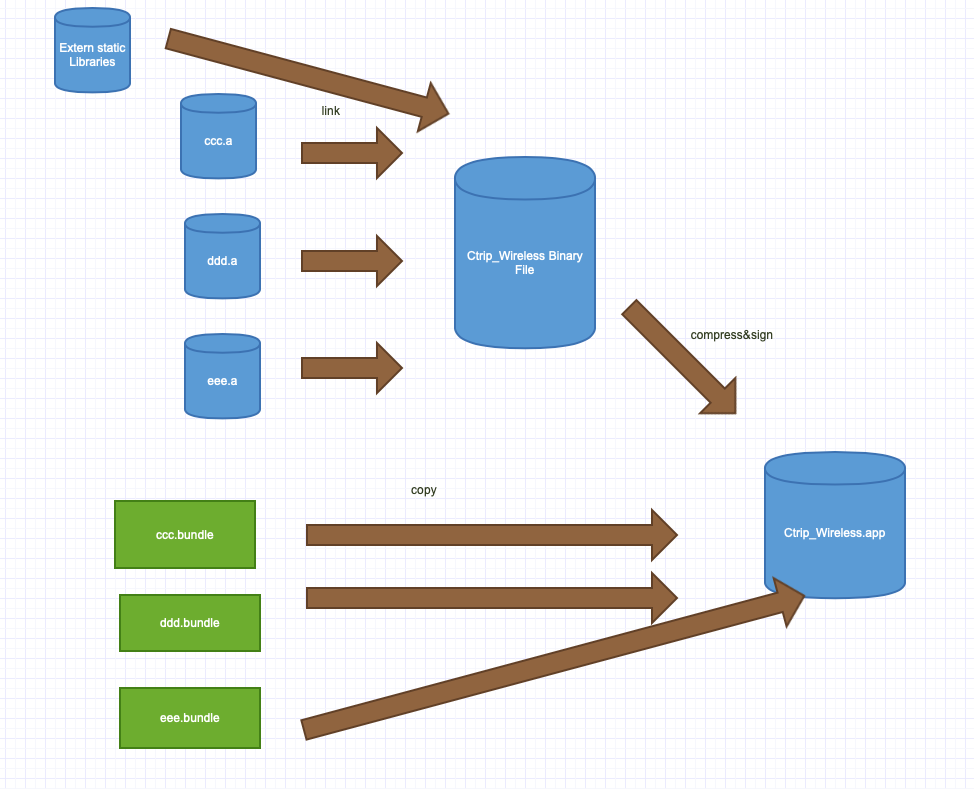 Extern static
Libraries
link
ccc.a
ddd.a
Ctrip_Wireless Binary
File
compress&sign
eee.a
copy
ccc.bundle
Ctrip_Wireless.app
ddd.bundle
eee.bundle